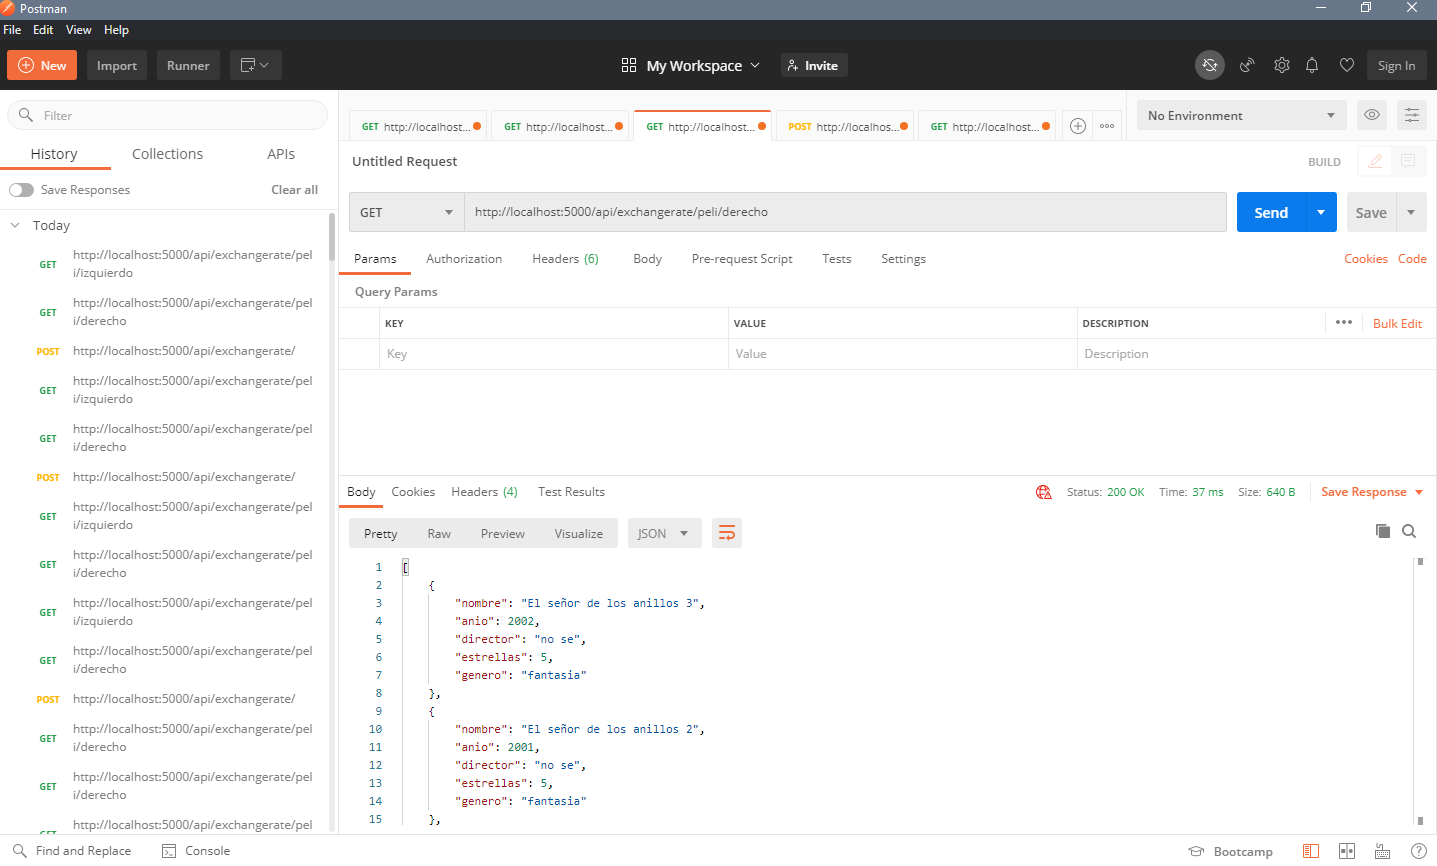 Postman
File Edit View Help
New Import Runner My Workspace Invite Sign In
Filter
History Collections APIs
Save Responses Clear all
Today
GET http://localhost:5000/api/exchangerate/pel
i/izquierdo
GET http://localhost:5000/api/exchangerate/pel
i/derecho
POST http://localhost:5000/api/exchangerate/
GET http://localhost:5000/api/exchangerate/pel
i/izquierdo
GET http://localhost:5000/api/exchangerate/pel
i/derecho
POST http://localhost:5000/api/exchangerate/
GET http://localhost:5000/api/exchangerate/pel
i/izquierdo
GET http://localhost:5000/api/exchangerate/pel
i/derecho
GET http://localhost:5000/api/exchangerate/pel
i/izquierdo
GET http://localhost:5000/api/exchangerate/pel
i/derecho
POST http://localhost:5000/api/exchangerate/
GET http://localhost:5000/api/exchangerate/pel
i/derecho
GET http://localhost:5000/api/exchangerate/pel
i/derecho
GET http://localhost:5000/api/exchangerate/pel
GET http://localhost... GET http://localhost... GET http://localhost... POST http://localhos... GET http://localhost... ••• No Environment
Untitled Request BUILD
GET http://localhost:5000/api/exchangerate/peli/derecho Send Save
Params Authorization Headers (6) Body Pre-request Script Tests Settings Cookies Code
Query Params
KEY VALUE DESCRIPTION ••• Bulk Edit
Key Value Description
Body Cookies Headers (4) Test Results Status: 200 OK Time: 37 ms Size: 640 B Save Response
Pretty Raw Preview Visualize JSON
1 [
2 {
3 "nombre": "El señor de los anillos 3",
4 "anio": 2002,
5 "director": "no se",
6 "estrellas": 5,
7 "genero": "fantasia"
8 },
9 {
10 "nombre": "El señor de los anillos 2",
11 "anio": 2001,
12 "director": "no se",
13 "estrellas": 5,
14 "genero": "fantasia"
15 },
Find and Replace Console Bootcamp